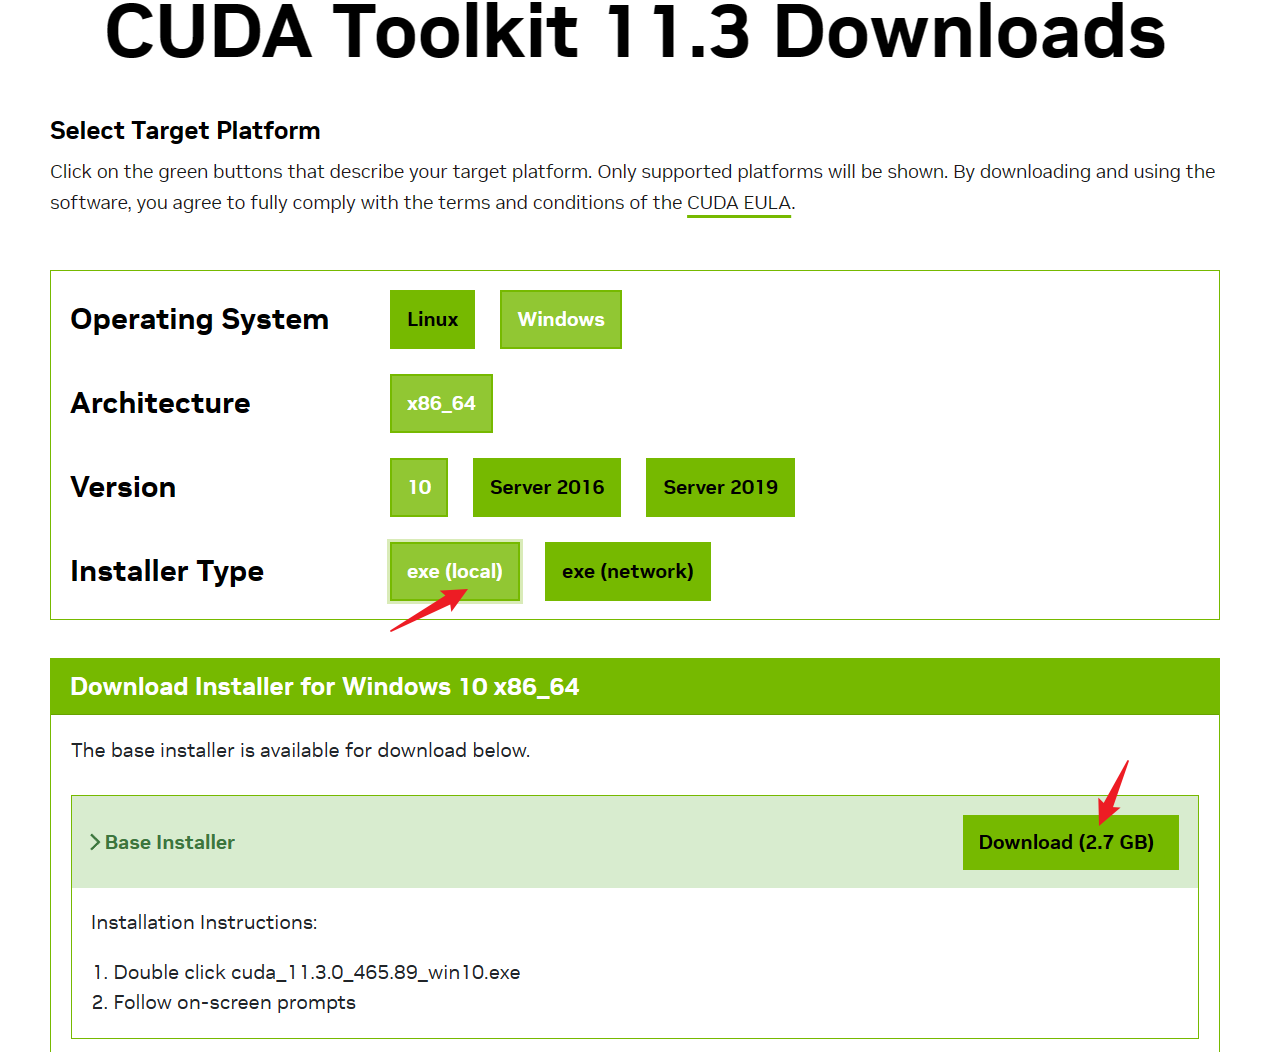 CUDA Toolkit 11.3 Downloads
Select Target Platform
Click on the green buttons that describe your target platform. Only supported platforms will be shown. By downloading and using the
software, you agree to fully comply with the terms and conditions of the CUDA EULA.
Operating System
Linux
Windows
Architecture
x86_64
Version
10
Server 2016
Server 2019
Installer Type
exe (local)
exe (network)
Download Installer for Windows 10 x86_64
The base installer is available for download below.
Base Installer
Download (2.7 GB)
Installation Instructions:
1. Double click cuda_11.3.0_465.89_win10.exe
2. Follow on-screen prompts